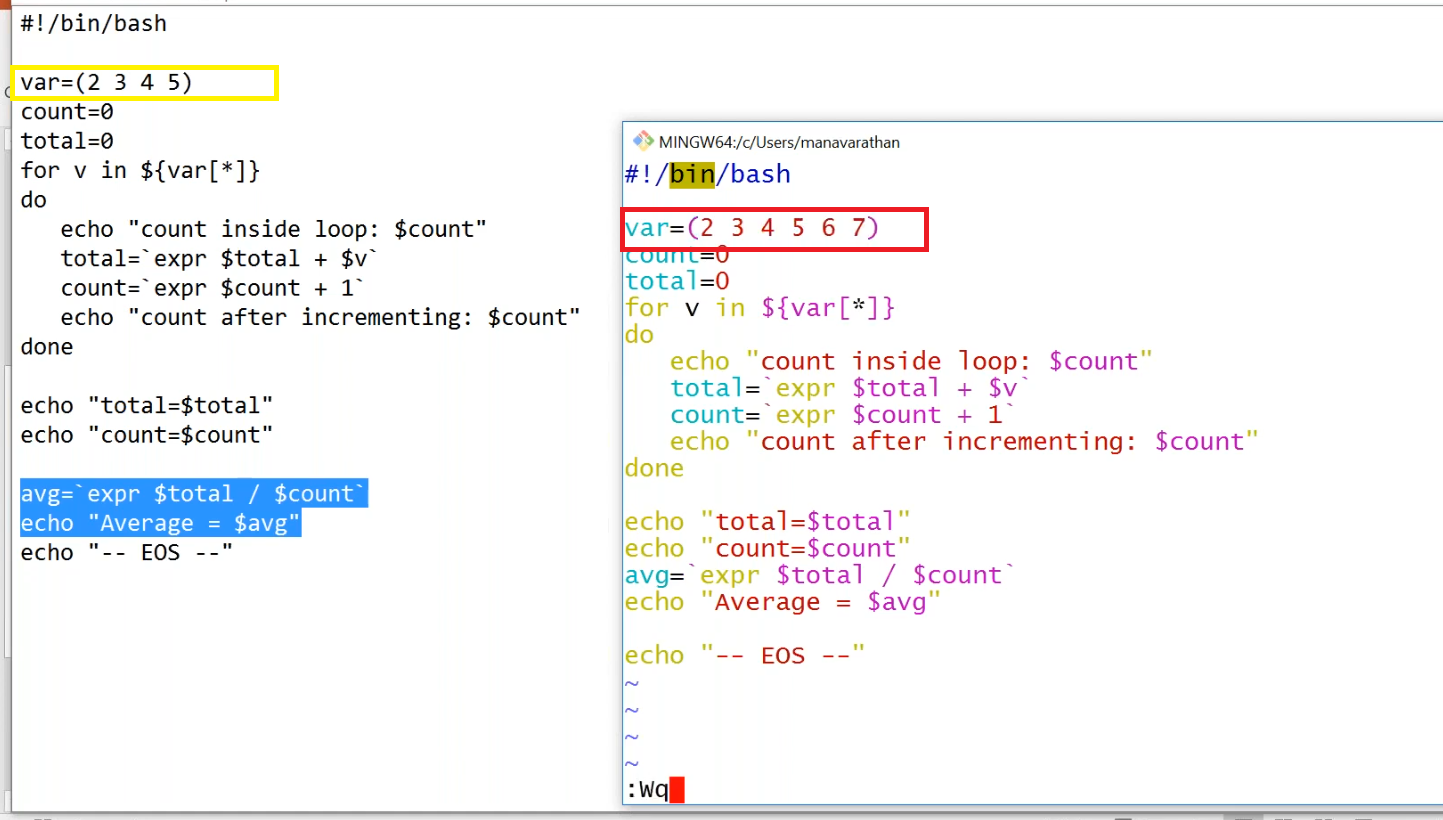 #!/bin/bash
var=(2 3 4 5)
count=0
total=0
for v in ${var[*]}
do
   echo "count inside loop: $count"
   total=`expr $total + $v`
   count=`expr $count + 1`
   echo "count after incrementing: $count"
done
echo "total=$total"
echo "count=$count"
avg=`expr $total / $count`
echo "Average = $avg"
echo "-- EOS --"
MINGW64:/c/Users/manavarathan
#!/bin/bash
var=(2 3 4 5 6 7)
count=0
total=0
for v in ${var[*]}
do
   echo "count inside loop: $count"
   total=`expr $total + $v`
   count=`expr $count + 1`
   echo "count after incrementing: $count"
done
echo "total=$total"
echo "count=$count"
avg=`expr $total / $count`
echo "Average = $avg"
echo "-- EOS --"
~
~
~
~
:Wq